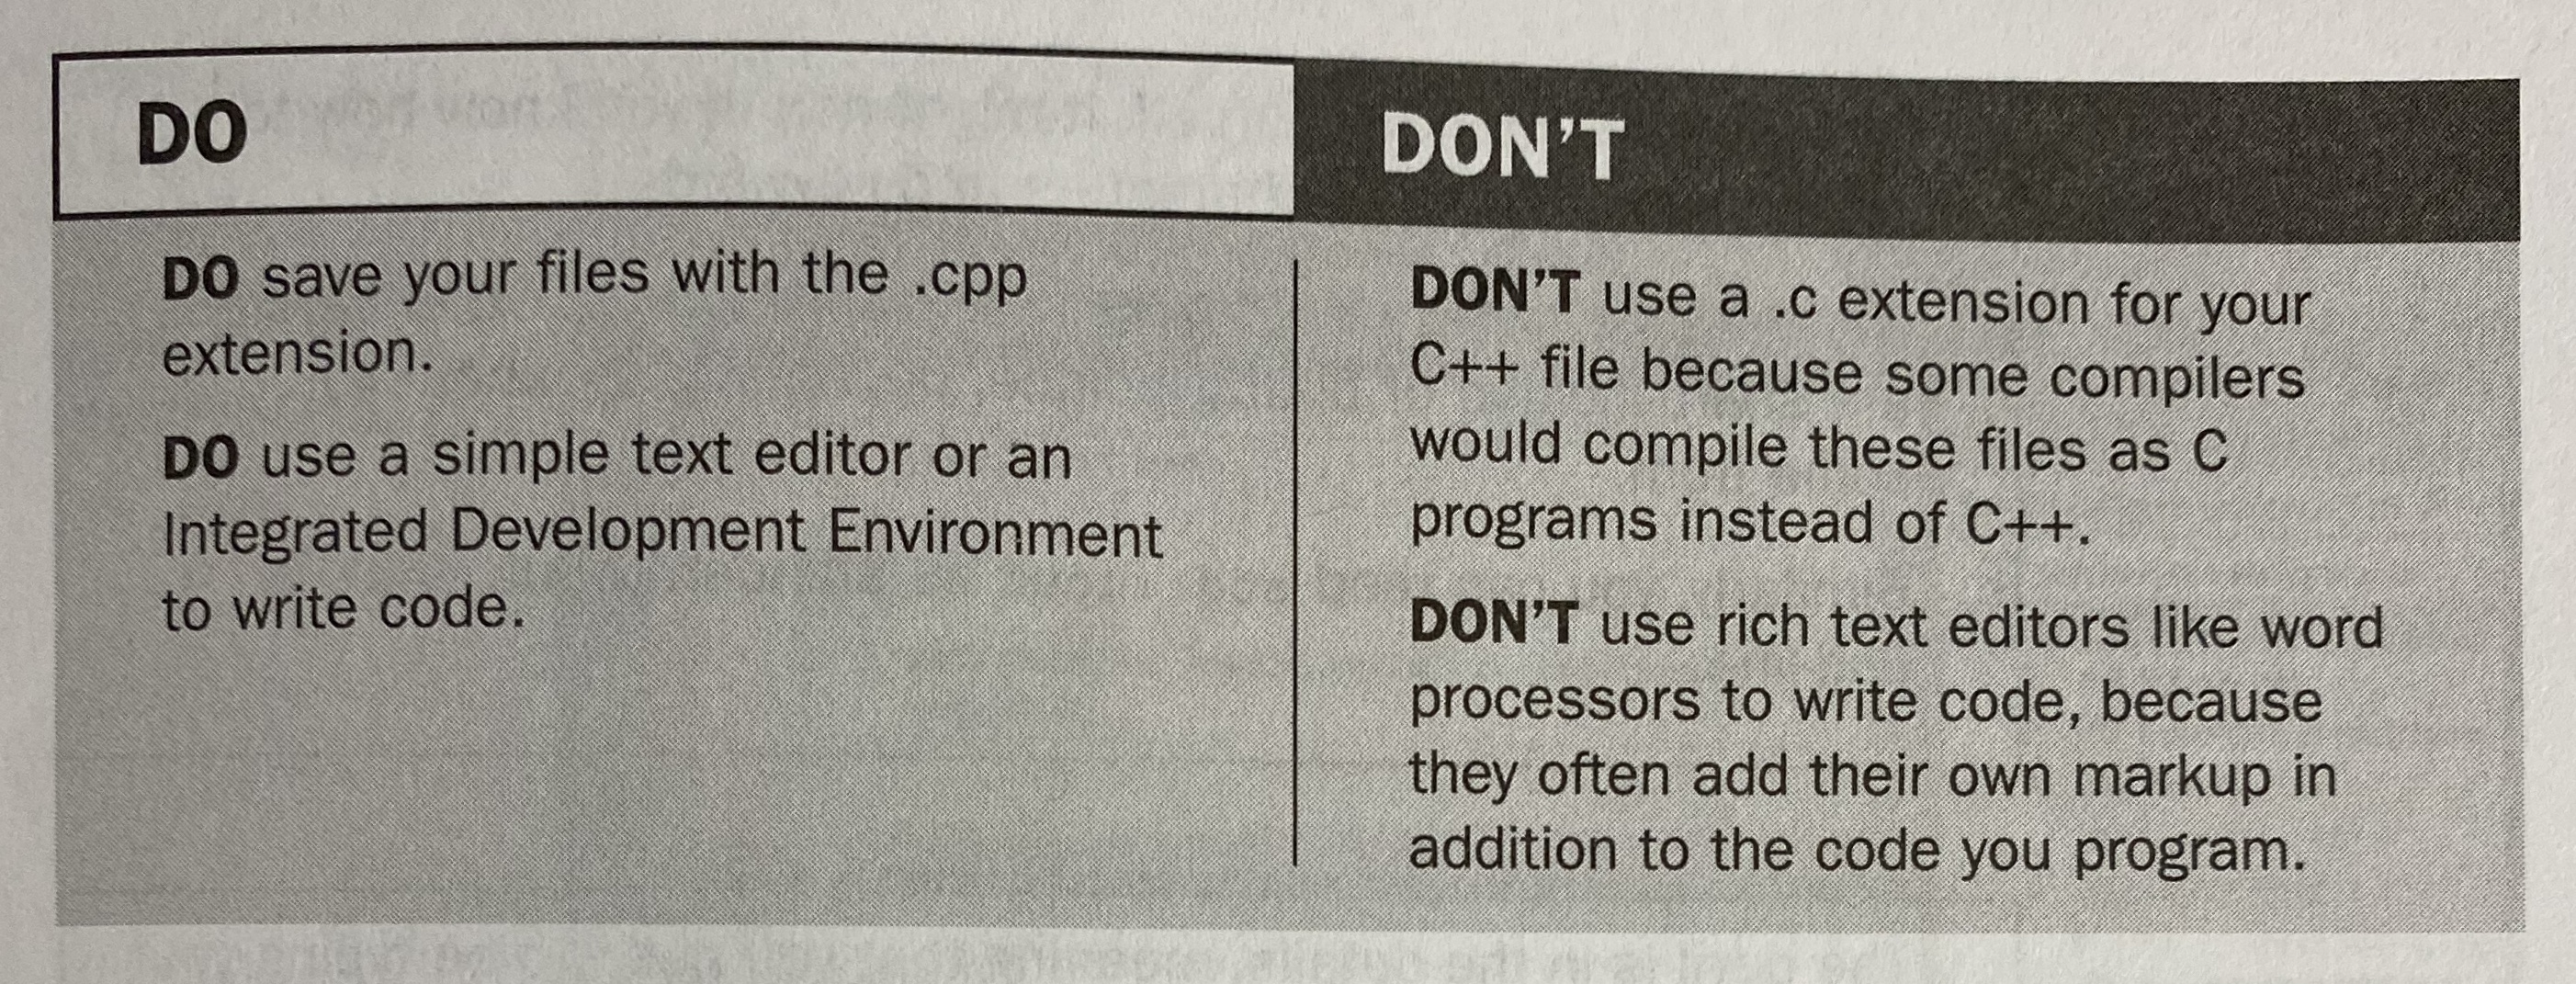 DO
DO save your files with the .cpp
extension.
DO use a simple text editor or an
Integrated Development Environment
to write code.
DON'T
DON'T use a .c extension for your
C++ file because some compilers
would compile these files as C
programs instead of C++.
DON'T use rich text editors like word
processors to write code, because
they often add their own markup in
addition to the code you program.